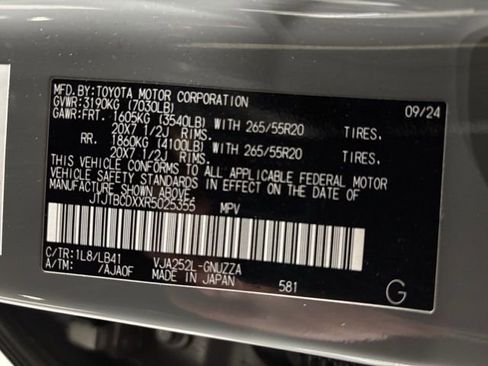 MFD.BY:TOYOTA MOTOR CORPORATION 09/24
GVWR:3190KG (7030LB)
GAWR:FRT. 1605KG (3540LB) WITH 265/55R20 TIRES,
20X7 1/2J RIMS.
RR. 1860KG (4100LB) WITH 265/55R20 TIRES,
20X7 1/2J RIMS.
THIS VEHICLE CONFORMS TO ALL APPLICABLE FEDERAL MOTOR
VEHICLE SAFETY STANDARDS IN EFFECT ON THE DATE OF
MANUFACTURE SHOWN ABOVE.
JTJTBCDXXR5025355 MPV
C/TR:1L8/LB41 VJA252L-GNUZZA
A/TM: /AJA0F MADE IN JAPAN 581
G